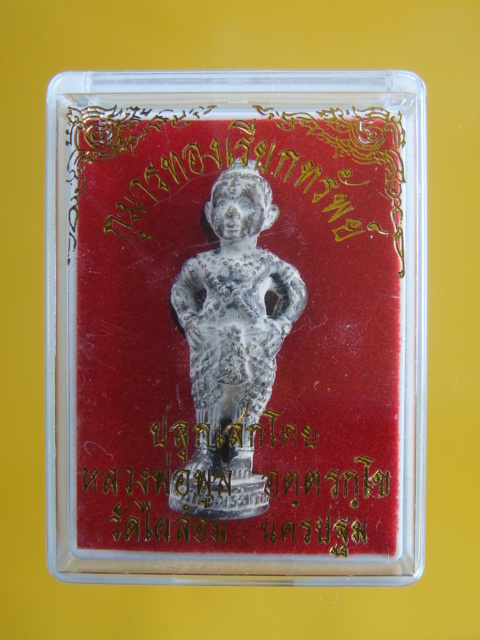 กุมารทองเรียกทรัพย์
ปลุกเสกโดย
หลวงพ่อพูล อตฺตรกฺโข
วัดไผ่ล้อม นครปฐม